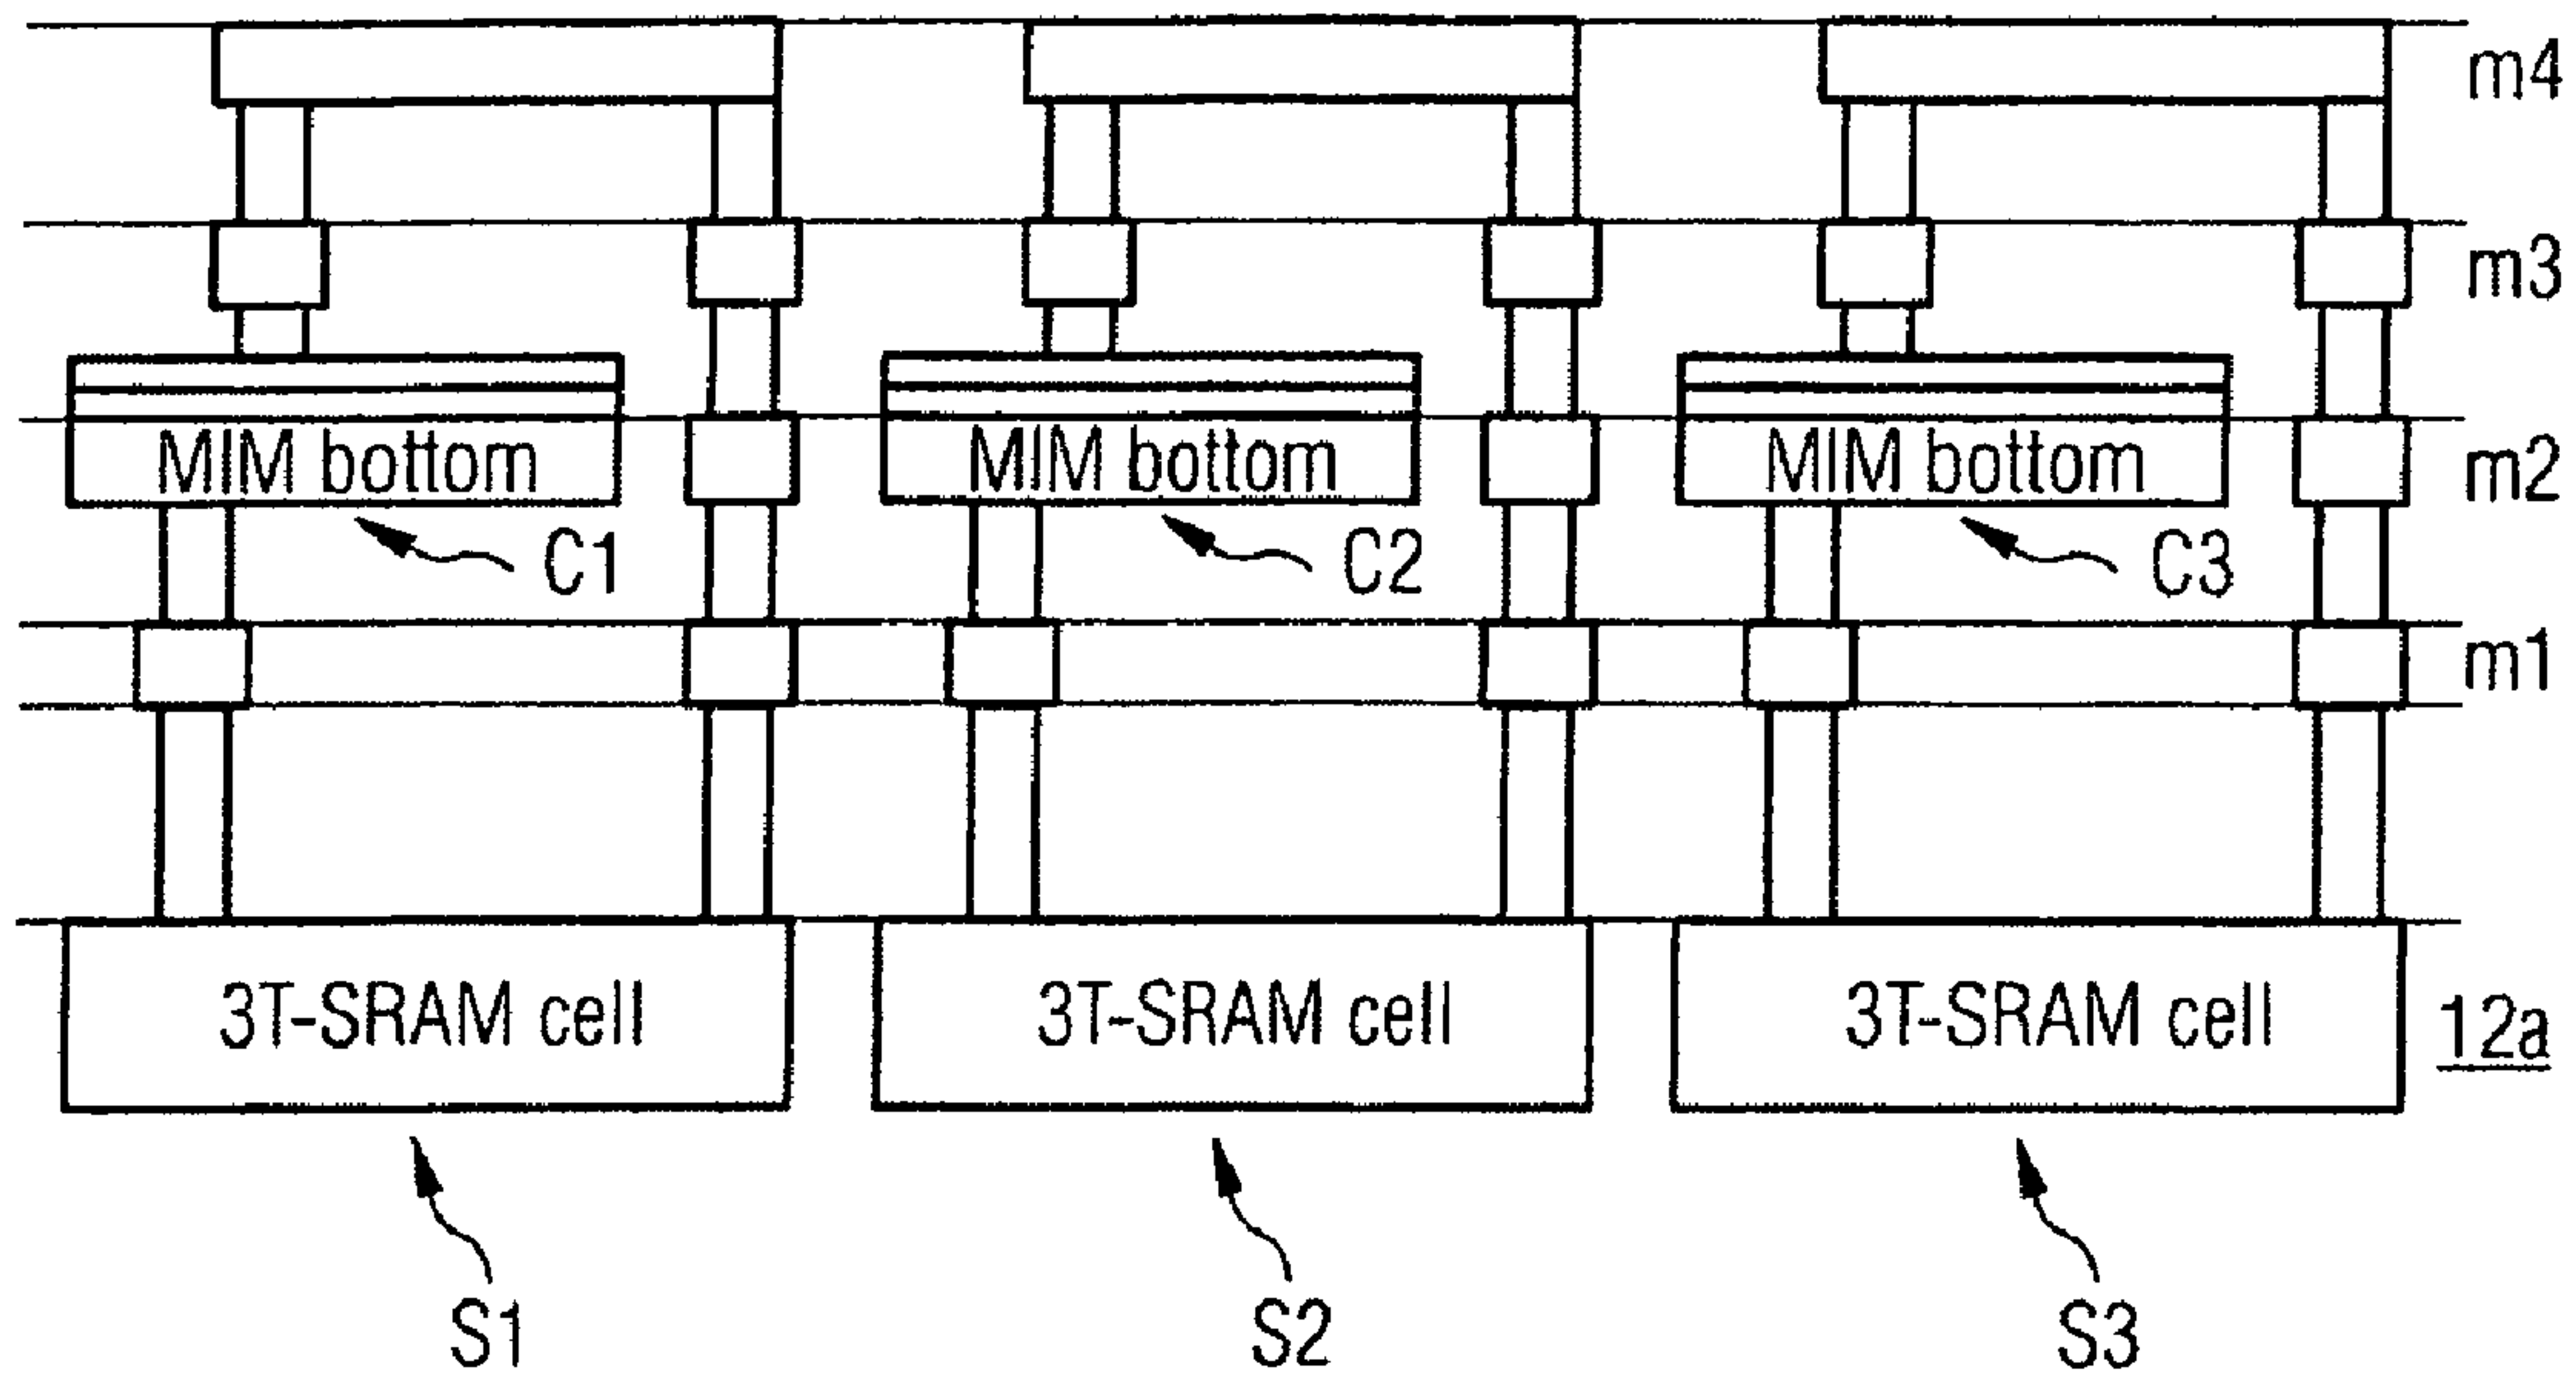 m4
m3
MIM bottom MIM bottom MIM bottom m2
C1 C2 C3
m1
3T-SRAM cell 3T-SRAM cell 3T-SRAM cell 12a
S1 S2 S3